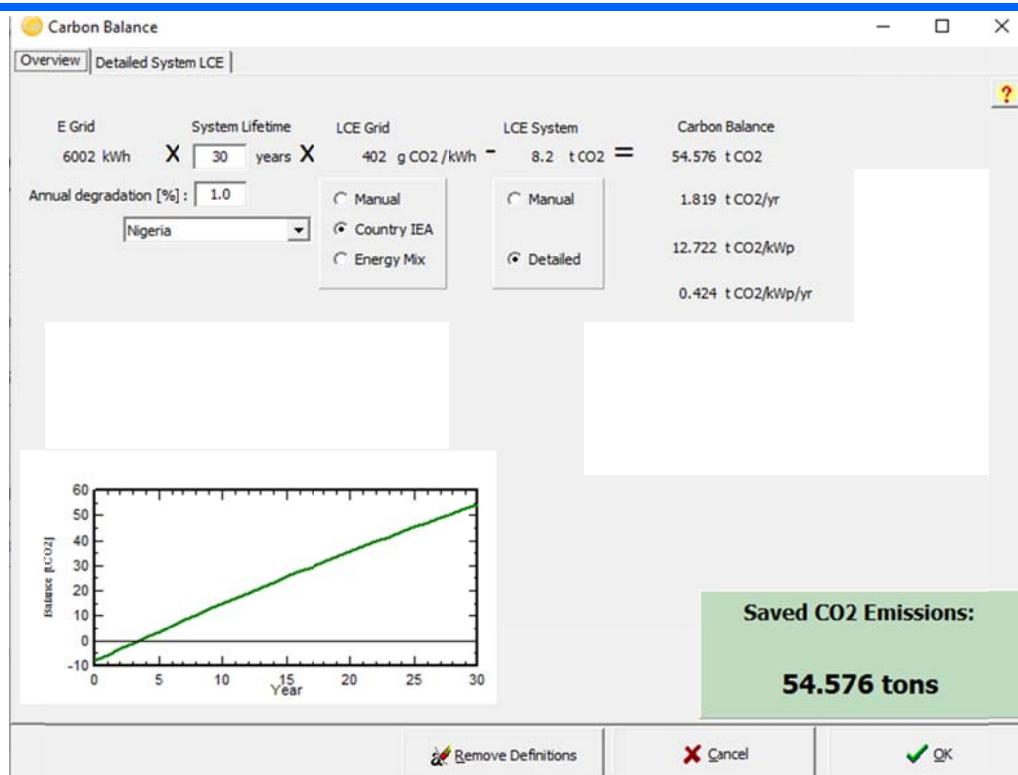 Carbon Balance
Overview Detailed System LCE
?
E Grid System Lifetime LCE Grid LCE System Carbon Balance
6002 kWh X 30 years X 402 g CO2 /kWh - 8.2 t CO2 = 54.576 t CO2
Annual degradation [%] : 1.0 Manual Manual 1.819 t CO2/yr
Nigeria Country IEA 12.722 t CO2/kWp
Energy Mix Detailed
0.424 t CO2/kWp/yr
60
50
40
30
20
10
0
-10
Balance [t CO2]
0 5 10 15 20 25 30
Year
Saved CO2 Emissions:
54.576 tons
Remove Definitions Cancel OK